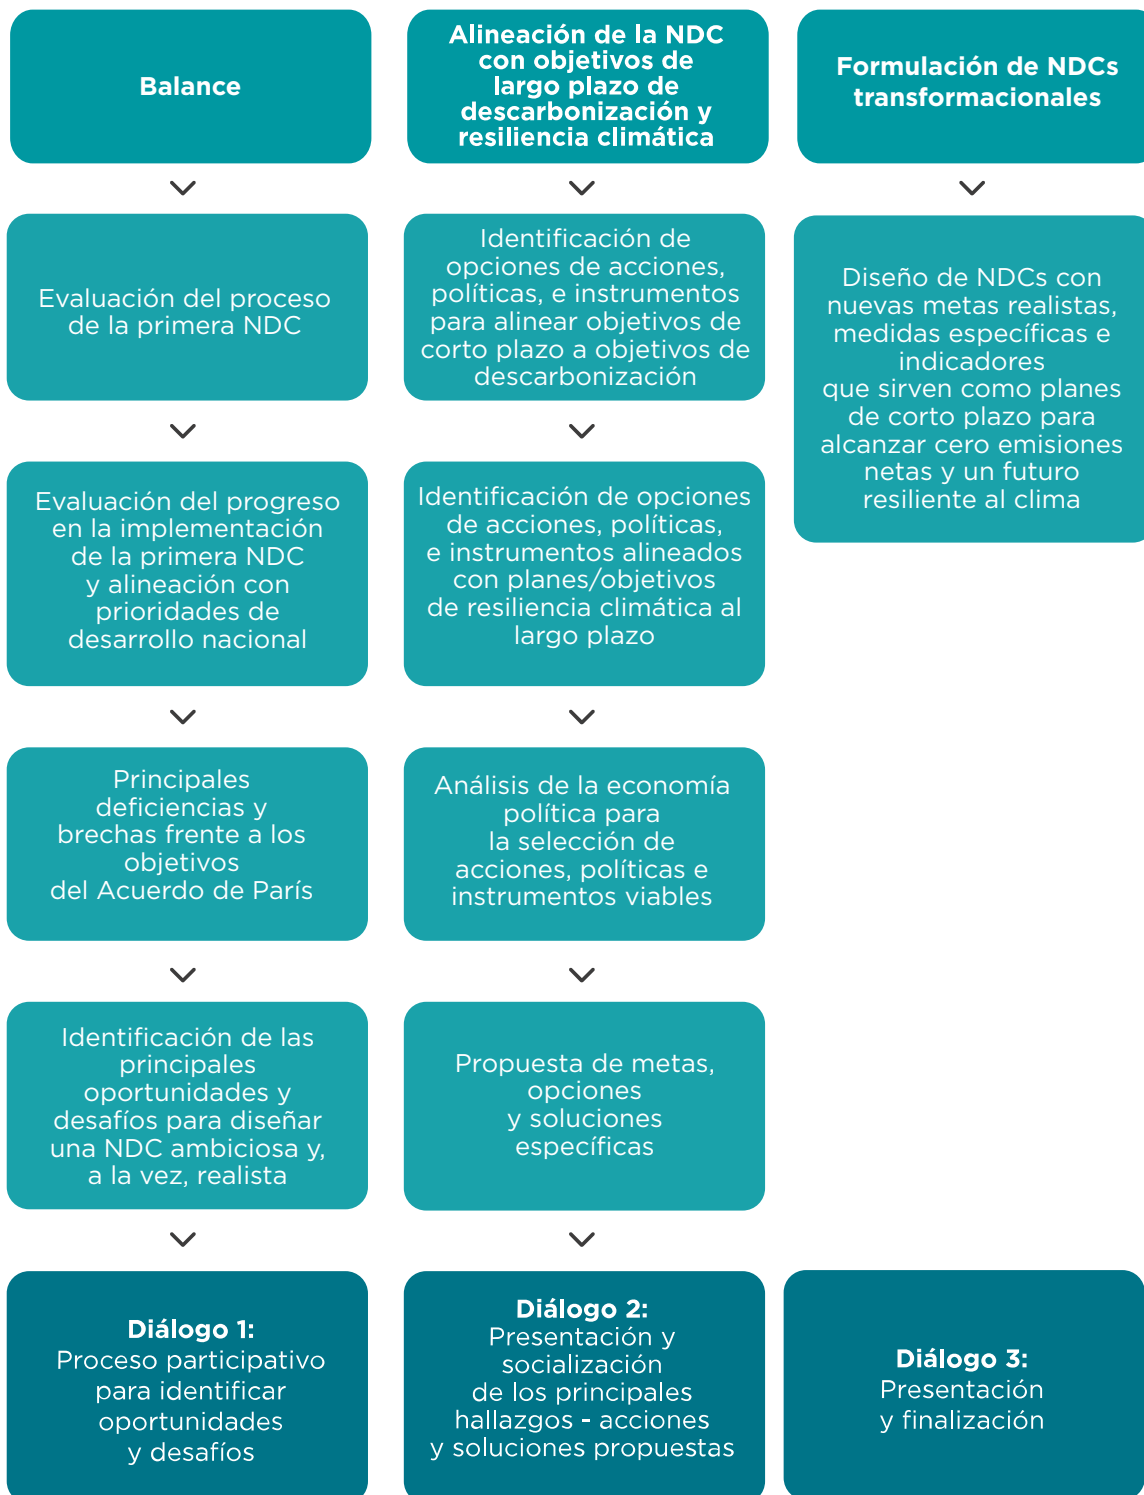 Balance
Evaluación del proceso
de la primera NDC
Evaluación del progreso
en la implementación
de la primera NDC
y alineación con
prioridades de
desarrollo nacional
Principales
deficiencias y
brechas frente a los
objetivos
del Acuerdo de París
Identificación de las
principales
oportunidades y
desafíos para diseñar
una NDC ambiciosa y,
a la vez, realista
Diálogo 1:
Proceso participativo
para identificar
oportunidades
y desafíos
Alineación de la NDC
con objetivos de
largo plazo de
descarbonización y
resiliencia climática
Identificación de
opciones de acciones,
políticas, e instrumentos
para alinear objetivos de
corto plazo a objetivos de
descarbonización
Identificación de opciones
de acciones, políticas,
e instrumentos alineados
con planes/objetivos
de resiliencia climática al
largo plazo
Análisis de la economía
política para
la selección de
acciones, políticas e
instrumentos viables
Propuesta de metas,
opciones
y soluciones
específicas
Diálogo 2:
Presentación y
socialización
de los principales
hallazgos - acciones
y soluciones propuestas
Formulación de NDCs
transformacionales
Diseño de NDCs con
nuevas metas realistas,
medidas específicas e
indicadores
que sirven como planes
de corto plazo para
alcanzar cero emisiones
netas y un futuro
resiliente al clima
Diálogo 3:
Presentación
y finalización